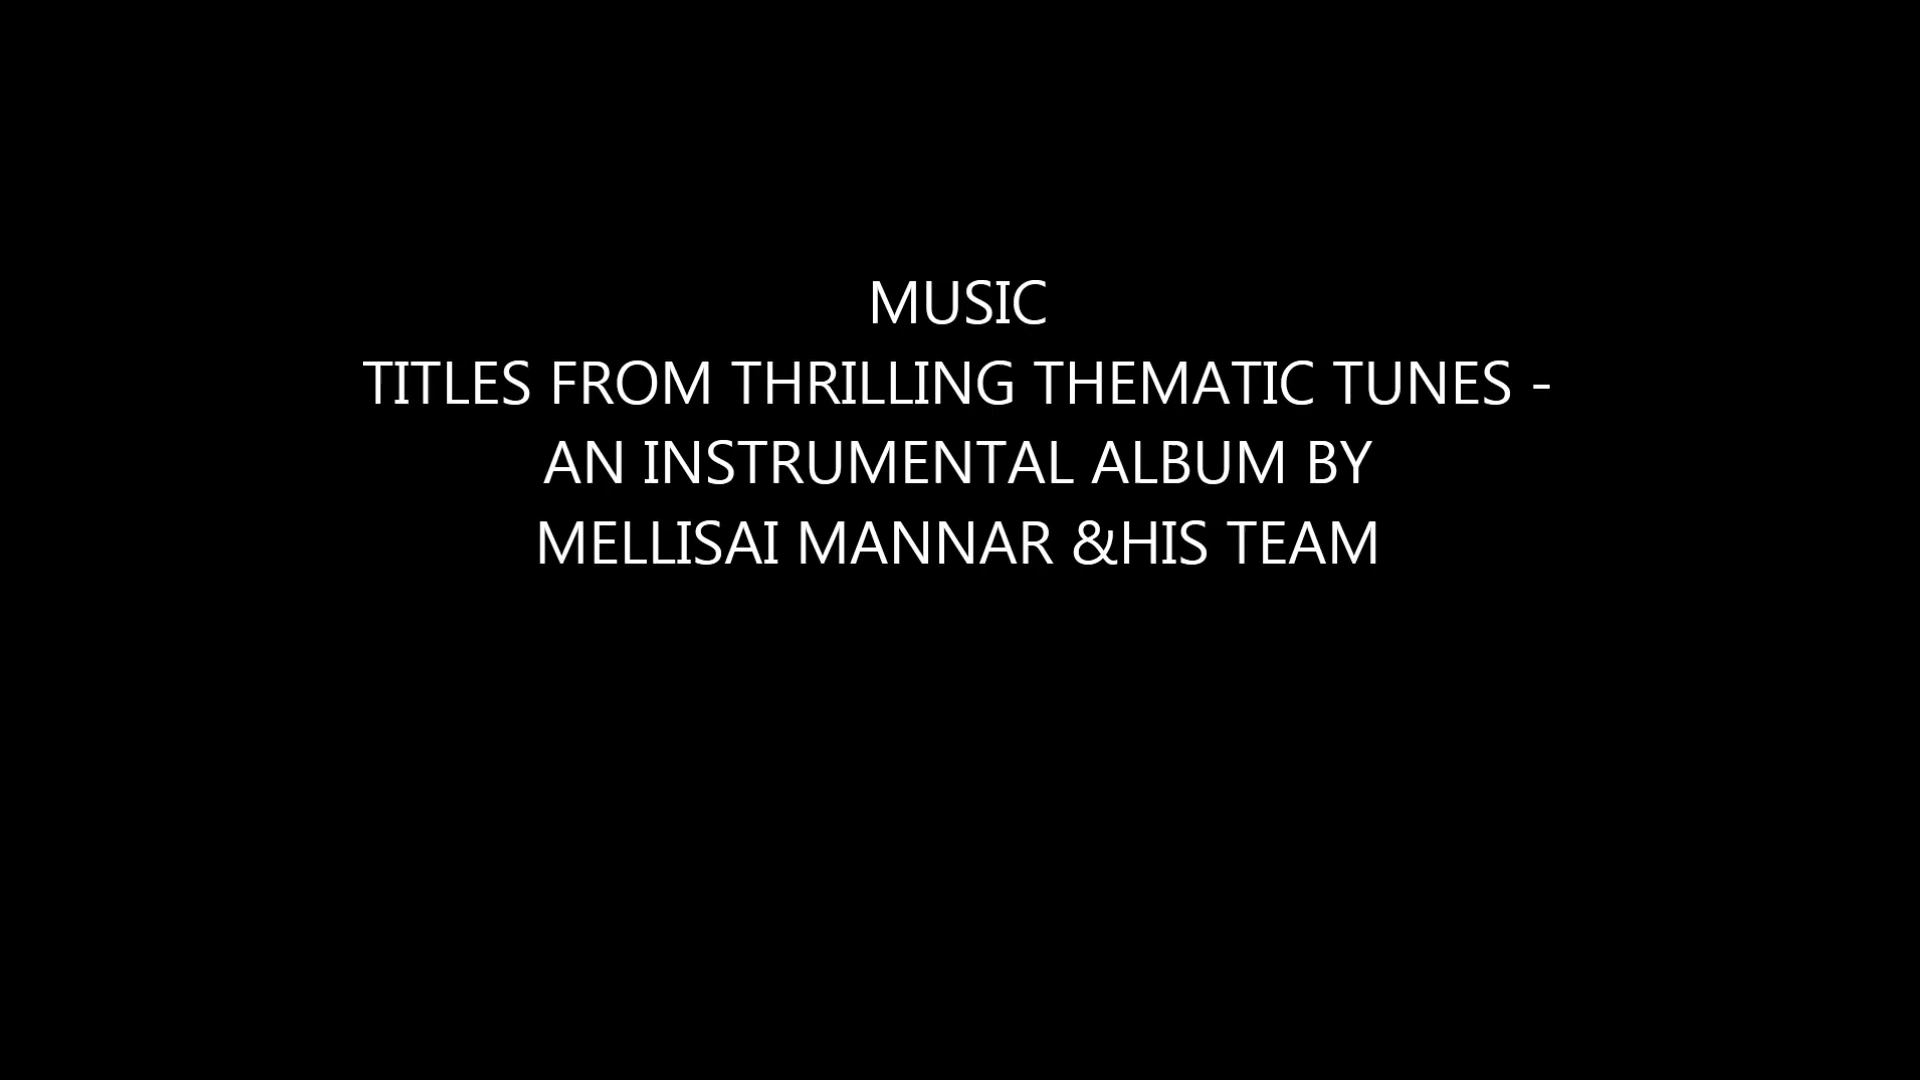 MUSIC
TITLES FROM THRILLING THEMATIC TUNES -
AN INSTRUMENTAL ALBUM BY
MELLISAI MANNAR &HIS TEAM